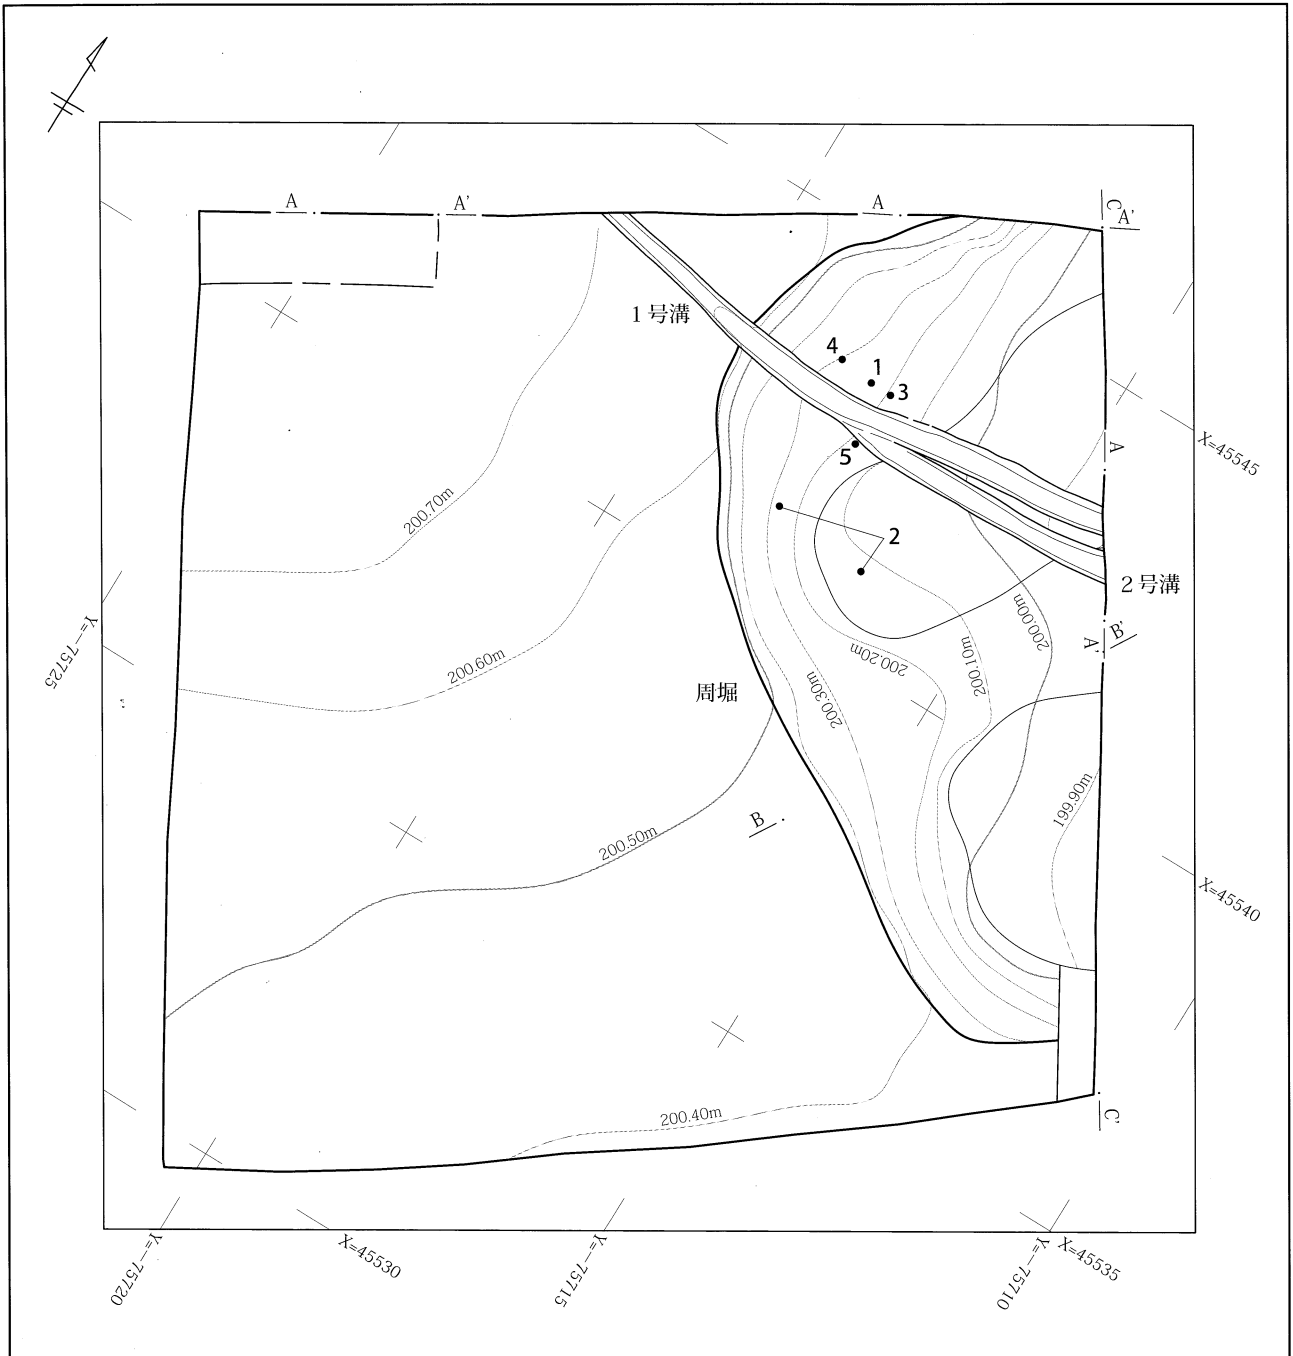 A
A'
A
C
A'
1号溝
4
1
3
5
A
X=45545
200.70m
2
2号溝
200.00m
B'
A'
Y=-75725
200.60m
200.20m
200.10m
周堀
200.30m
199.90m
B
200.50m
X=45540
200.40m
C'
Y=-75720
X=45530
Y=-75715
Y=-75710
X=45535